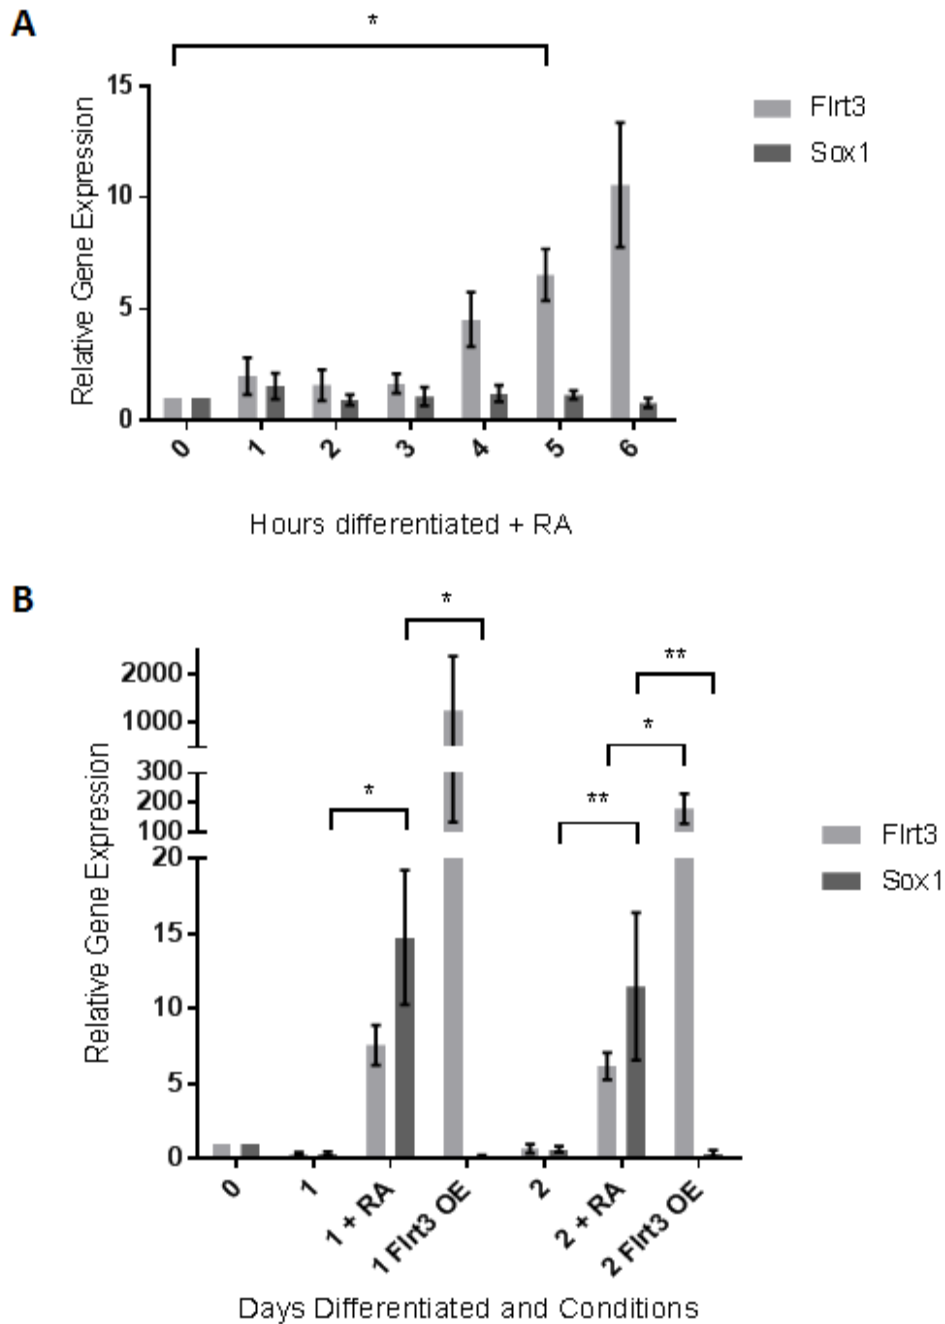 A
*
15
10
5
0
Relative Gene Expression
Flrt3
Sox1
0 1 2 3 4 5 6
Hours differentiated + RA
B
*
**
*
*
**
2000
1000
300
200
100
20
15
10
5
0
Relative Gene Expression
Flrt3
Sox1
0 1 1 + RA 1 Flrt3 OE 2 2 + RA 2 Flrt3 OE
Days Differentiated and Conditions